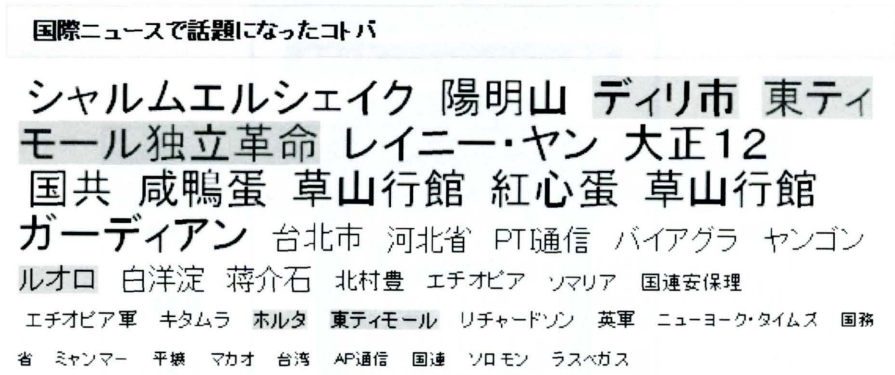 国際ニュースで話題になったコトバ
シャルムエルシェイク 陽明山 ディリ市 東ティ
モール独立革命 レイニー・ヤン 大正12
国共 咸鴨蛋 草山行館 紅心蛋 草山行館
ガーディアン 台北市 河北省 PTI通信 バイアグラ ヤンゴン
ルオロ 白洋淀 蒋介石 北村豊 エチオピア ソマリア 国連安保理
エチオピア軍 キタムラ ホルタ 東ティモール リチャードソン 英軍 ニューヨーク・タイムズ 国務
省 ミャンマー 平壌 マカオ 台湾 AP通信 国連 ソロモン ラスベガス